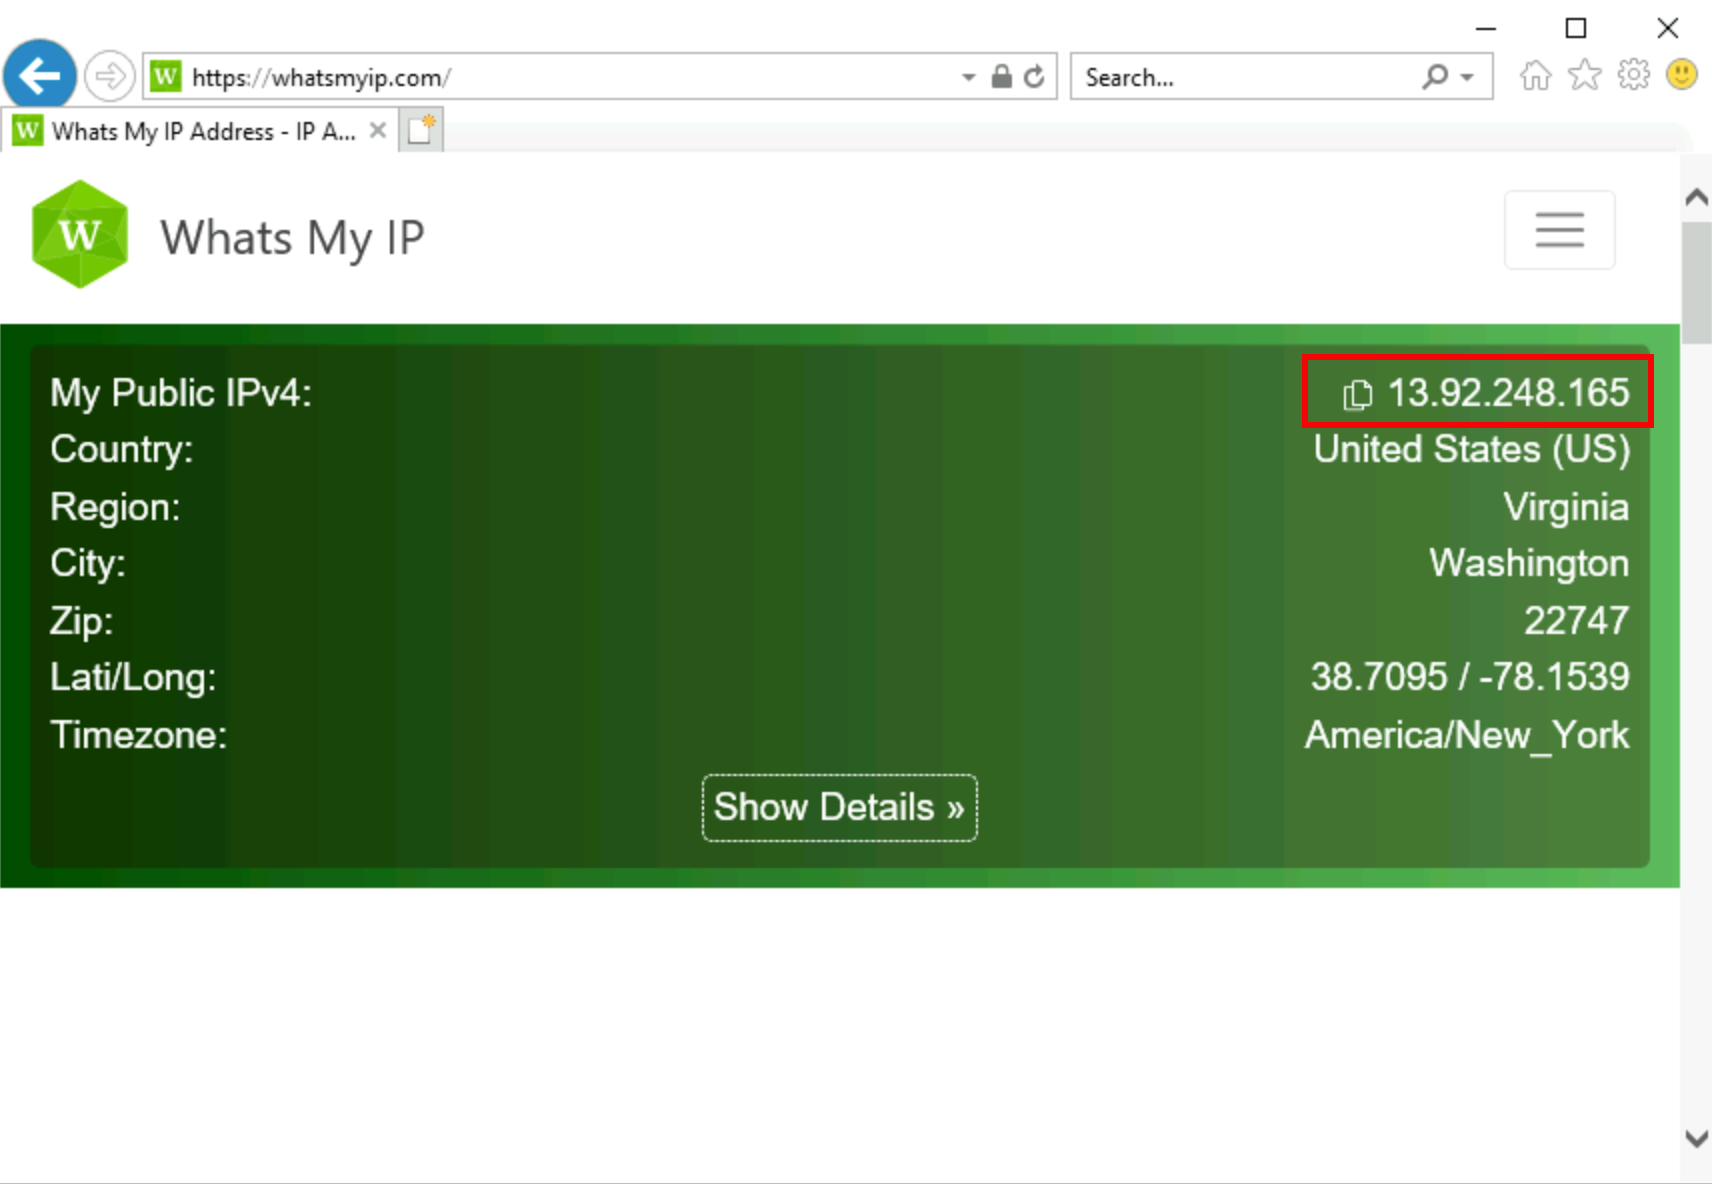 https://whatsmyip.com/
Search...
Whats My IP Address - IP A...
W
Whats My IP
My Public IPv4: 13.92.248.165
Country: United States (US)
Region: Virginia
City: Washington
Zip: 22747
Lati/Long: 38.7095 / -78.1539
Timezone: America/New_York
Show Details »